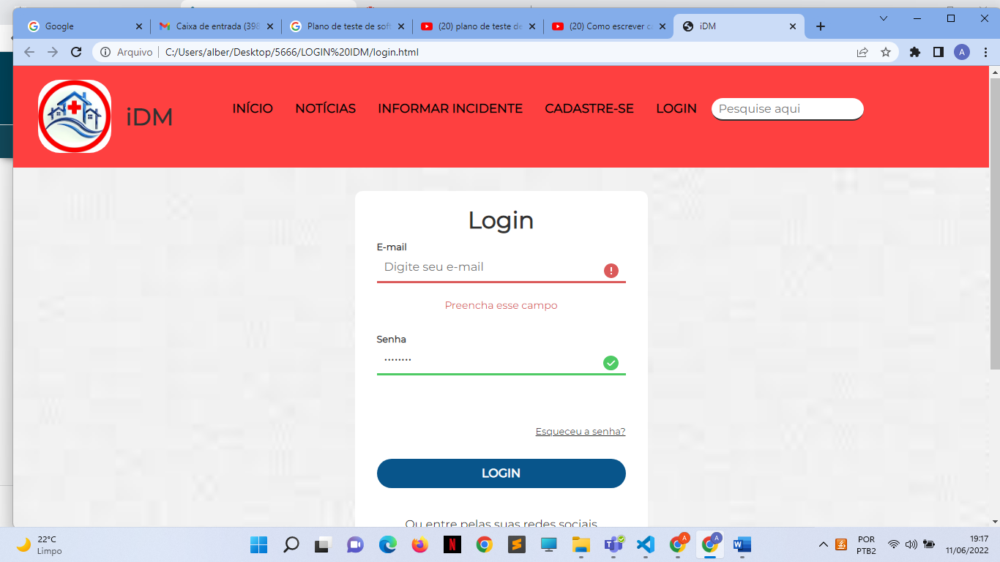 Google
Caixa de entrada (398
Plano de teste de soft
(20) plano de teste de
(20) Como escrever ca
iDM
Arquivo
C:/Users/alber/Desktop/5666/LOGIN%20IDM/login.html
A
iDM
INÍCIO
NOTÍCIAS
INFORMAR INCIDENTE
CADASTRE-SE
LOGIN
Pesquise aqui
Login
E-mail
Digite seu e-mail
Preencha esse campo
Senha
Esqueceu a senha?
LOGIN
Ou entre pelas suas redes sociais
22°C
Limpo
A
A
POR
PTB2
19:17
11/06/2022